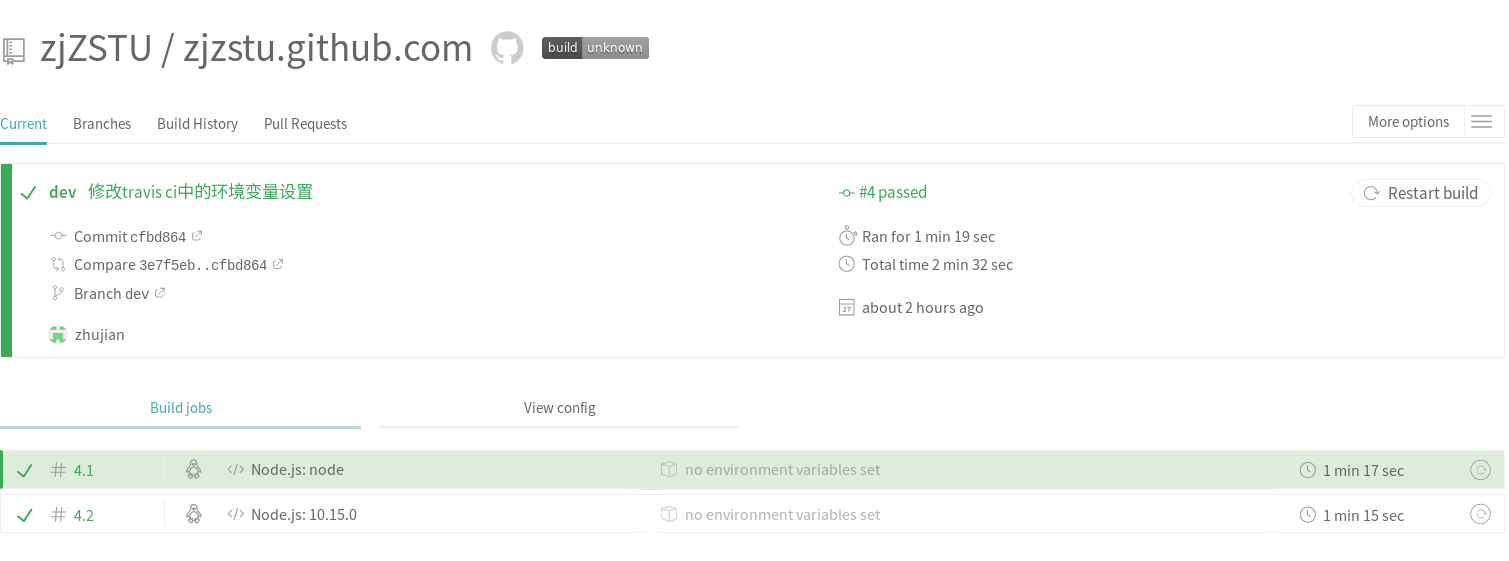 zjZSTU / zjzstu.github.com build unknown
Current Branches Build History Pull Requests More options
dev 修改travis ci中的环境变量设置 #4 passed Restart build
Commit cfbd864 Ran for 1 min 19 sec
Compare 3e7f5eb..cfbd864 Total time 2 min 32 sec
Branch dev
27 about 2 hours ago
zhujian
Build jobs View config
# 4.1 </> Node.js: node no environment variables set 1 min 17 sec
# 4.2 </> Node.js: 10.15.0 no environment variables set 1 min 15 sec